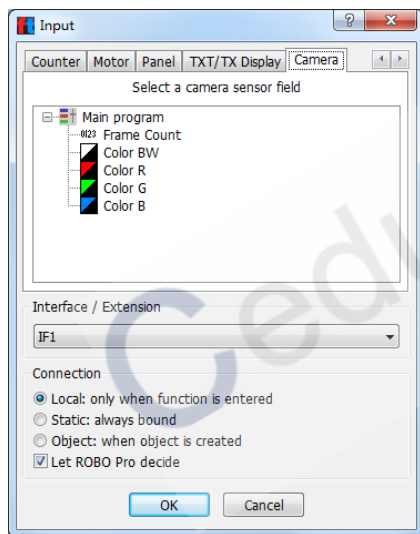 Input
Counter Motor Panel TXT/TX Display Camera
Select a camera sensor field
Main program
0123 Frame Count
Color BW
Color R
Color G
Color B
Interface / Extension
IF1
Connection
Local: only when function is entered
Static: always bound
Object: when object is created
Let ROBO Pro decide
OK Cancel
Cedu